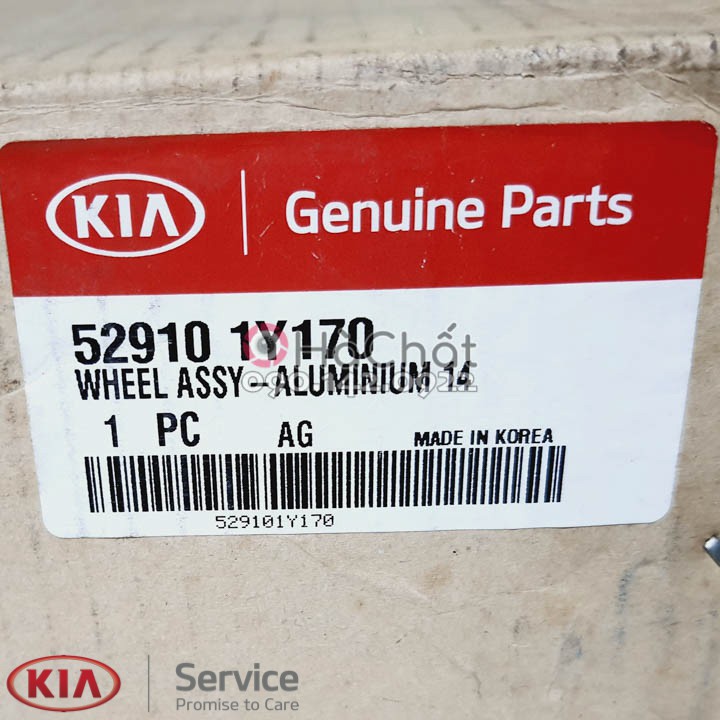 KIA
Genuine Parts
52910 1Y170
HồChốt
WHEEL ASSY-ALUMINIUM 14
1 PC AG MADE IN KOREA
529101Y170
KIA
Service
Promise to Care